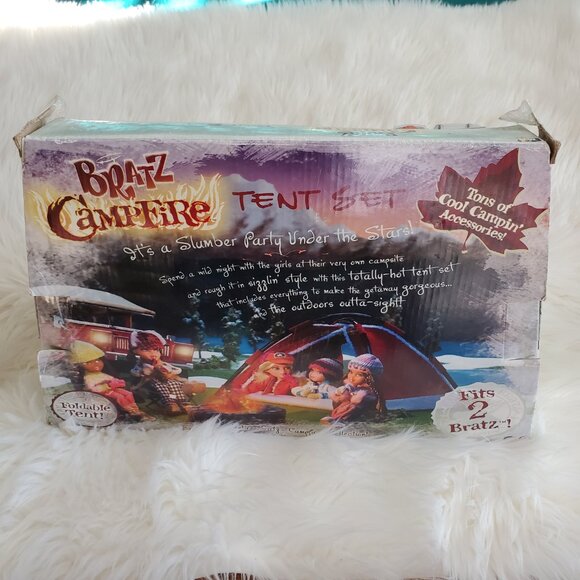 BRATZ
CAMPFIRE
TENT SET
Tons of
Cool Campin'
Accessories!
It's a Slumber Party Under the Stars!
Spend a wild night with the girls at their very own campsite
and rough it in sizzlin' style with this totally-hot tent set
that includes everything to make the getaway gorgeous...
and the outdoors outta-sight!
Foldable
Tent!
Fits
2
Bratz™!